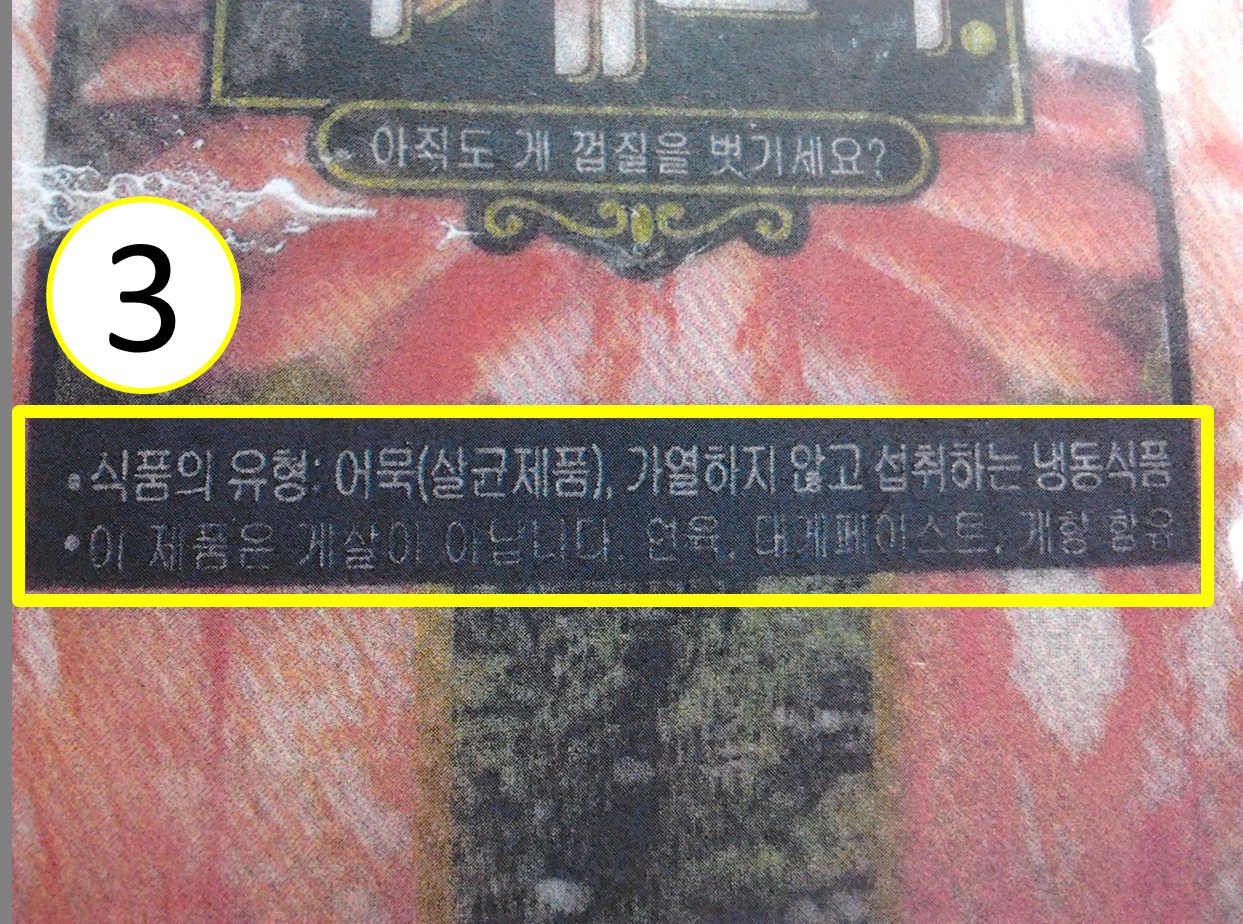 아직도 게 껍질을 벗기세요?
3
• 식품의 유형: 어묵(살균제품), 가열하지 않고 섭취하는 냉동식품
• 이 제품은 게살이 아닙니다. 연육, 대게페이스트, 게향 함유